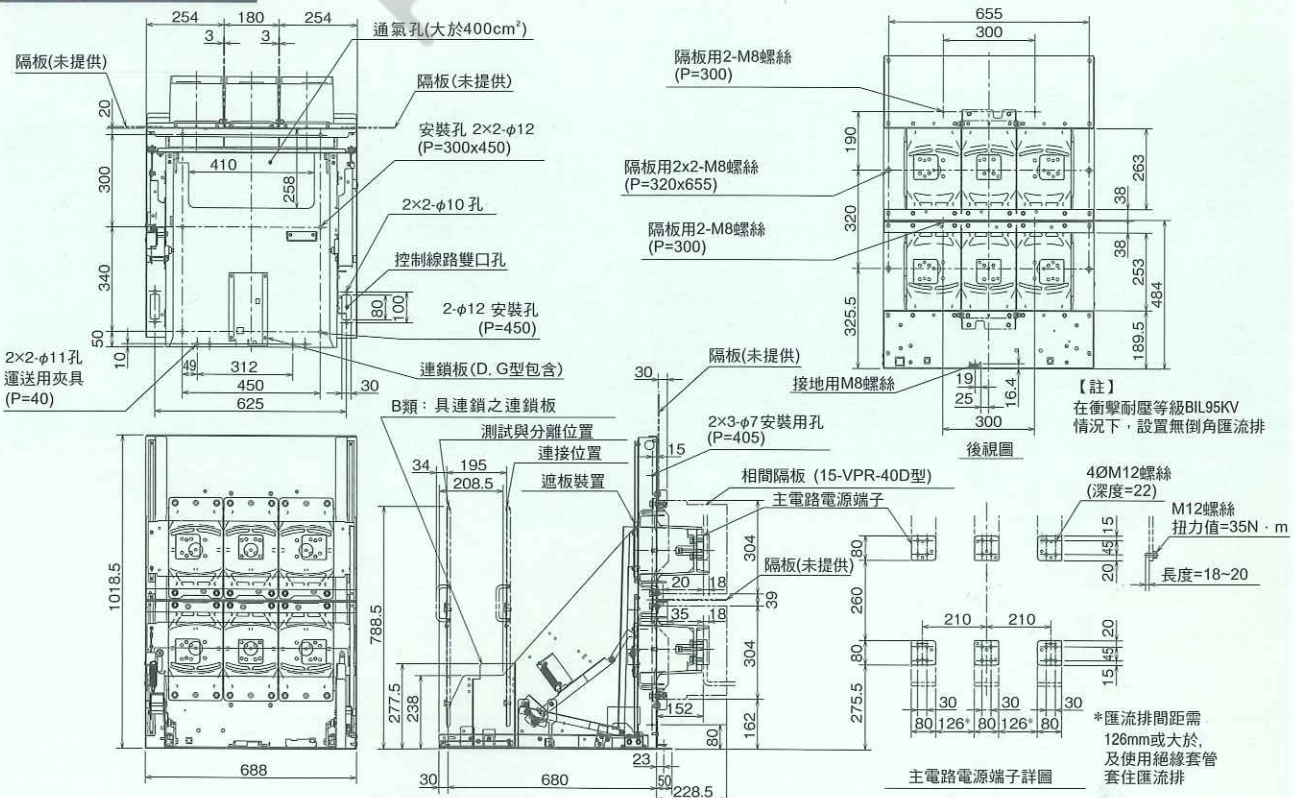 254
180
254
3
3
通氣孔(大於400cm²)
隔板(未提供)
隔板(未提供)
20
安裝孔 2×2-φ12
(P=300x450)
410
258
300
2×2-φ10 孔
控制線路雙口孔
340
80
100
2-φ12 安裝孔
(P=450)
50
10
2×2-φ11孔
運送用夾具
(P=40)
49
312
連鎖板(D, G型包含)
450
30
625
655
300
隔板用2-M8螺絲
(P=300)
190
隔板用2x2-M8螺絲
(P=320x655)
263
38
320
隔板用2-M8螺絲
(P=300)
38
253
484
325.5
189.5
接地用M8螺絲
19
16.4
25
300
後視圖
【註】
在衝擊耐壓等級BIL95KV
情況下，設置無倒角匯流排
1018.5
688
B類：具連鎖之連鎖板
測試與分離位置
連接位置
遮板裝置
34
195
208.5
788.5
277.5
238
30
680
隔板(未提供)
30
15
2×3-φ7安裝用孔
(P=405)
相間隔板 (15-VPR-40D型)
主電路電源端子
304
20
18
隔板(未提供)
39
35
18
304
152
162
80
23
50
228.5
4ØM12螺絲
(深度=22)
M12螺絲
扭力值=35N · m
80
15
45
20
長度=18~20
260
210
210
80
20
45
15
275.5
30
30
30
80
126*
80
126*
80
*匯流排間距需
126mm或大於,
及使用絕緣套管
套住匯流排
主電路電源端子詳圖